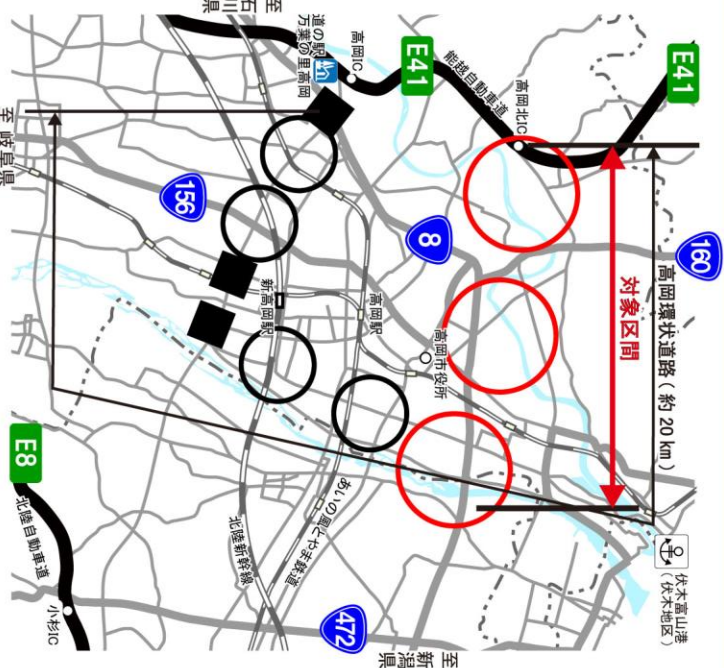 至石川県
道の駅
万葉の里高岡
高岡IC
E41
能越自動車道
高岡北IC
E41
160
8
156
至岐阜県
高岡環状道路（約20km）
対象区間
高岡駅
新高岡駅
高岡市役所
伏木富山港
（伏木地区）
あいの風とやま鉄道
北陸新幹線
E8
北陸自動車道
小杉IC
472
至新潟県